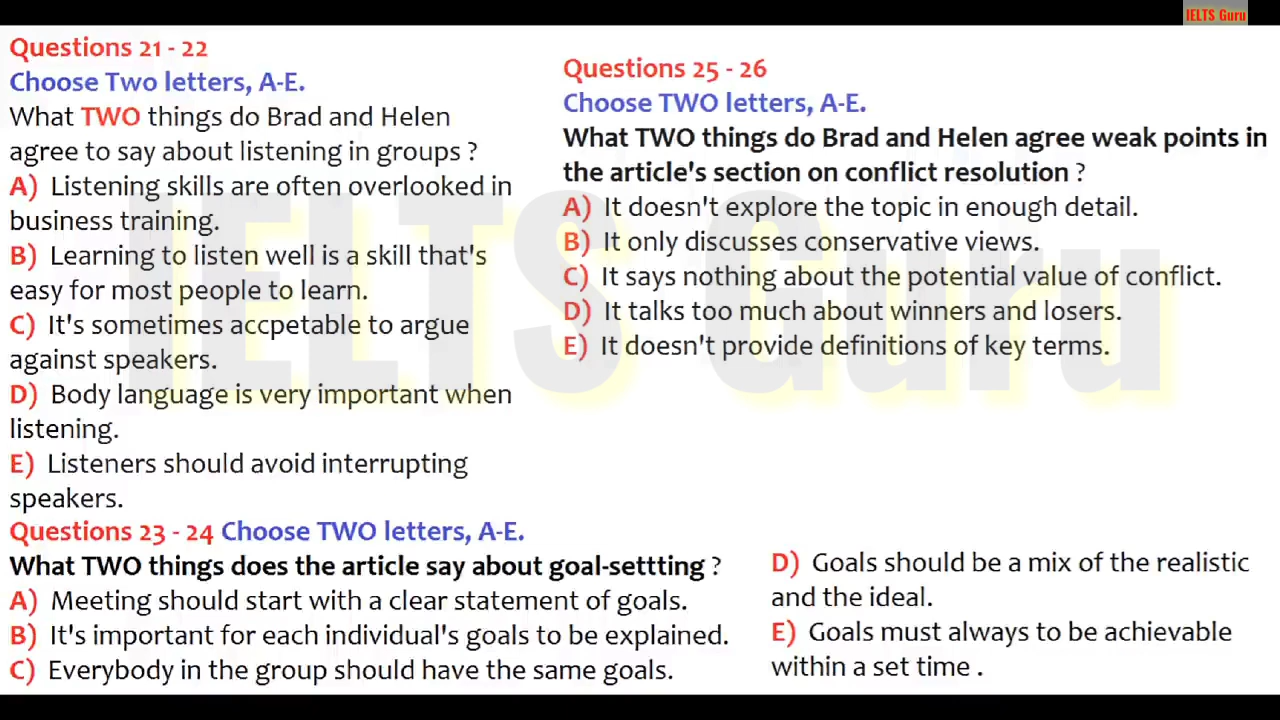 IELTS Guru
Questions 21 - 22
Choose Two letters, A-E.
What TWO things do Brad and Helen
agree to say about listening in groups ?
A) Listening skills are often overlooked in
business training.
B) Learning to listen well is a skill that's
easy for most people to learn.
C) It's sometimes accpetable to argue
against speakers.
D) Body language is very important when
listening.
E) Listeners should avoid interrupting
speakers.
Questions 23 - 24 Choose TWO letters, A-E.
What TWO things does the article say about goal-settting ?
A) Meeting should start with a clear statement of goals.
B) It's important for each individual's goals to be explained.
C) Everybody in the group should have the same goals.
D) Goals should be a mix of the realistic
and the ideal.
E) Goals must always to be achievable
within a set time .
Questions 25 - 26
Choose TWO letters, A-E.
What TWO things do Brad and Helen agree weak points in
the article's section on conflict resolution ?
A) It doesn't explore the topic in enough detail.
B) It only discusses conservative views.
C) It says nothing about the potential value of conflict.
D) It talks too much about winners and losers.
E) It doesn't provide definitions of key terms.
IELTS Guru